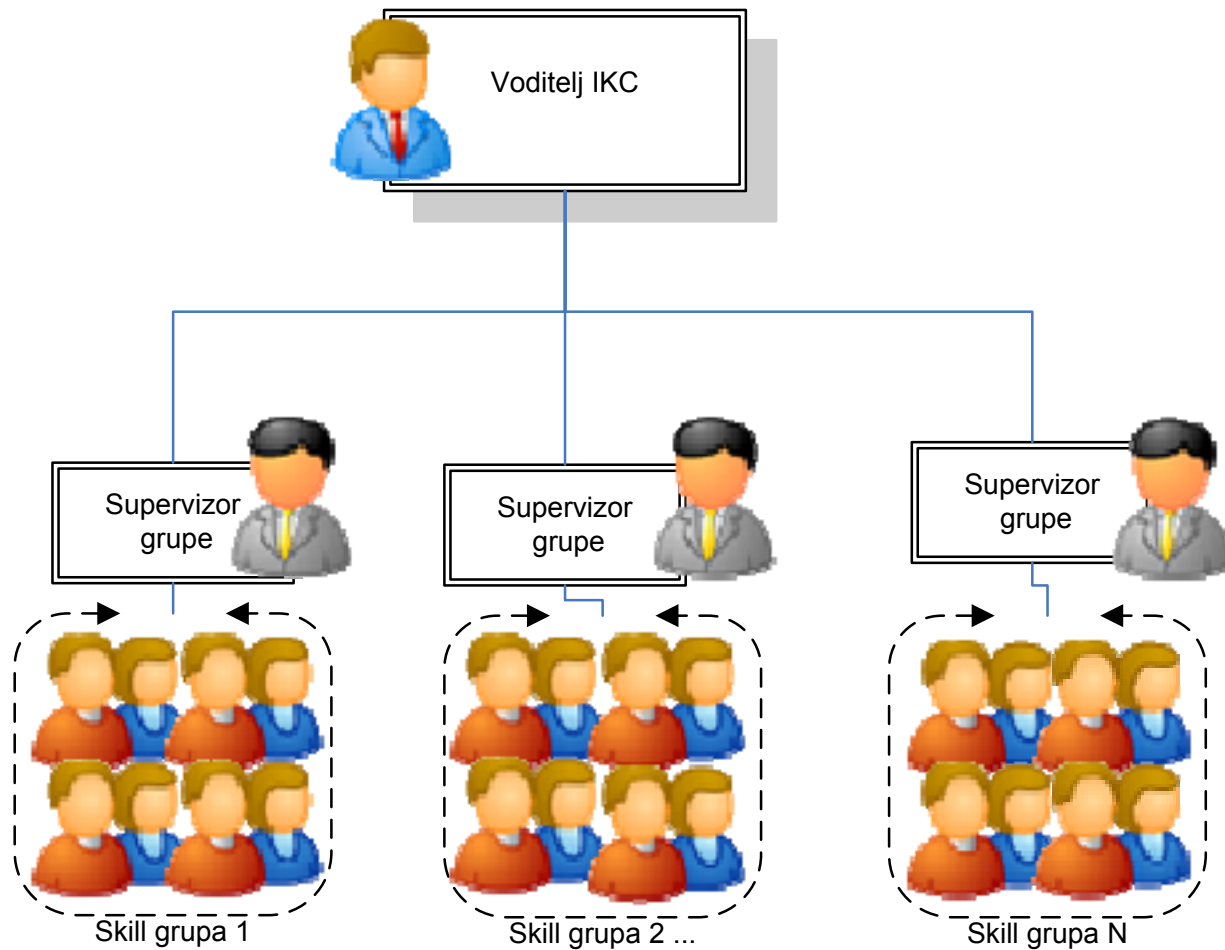 Voditelj IKC
Supervizor
grupe
Supervizor
grupe
Supervizor
grupe
Skill grupa 1
Skill grupa 2 ...
Skill grupa N